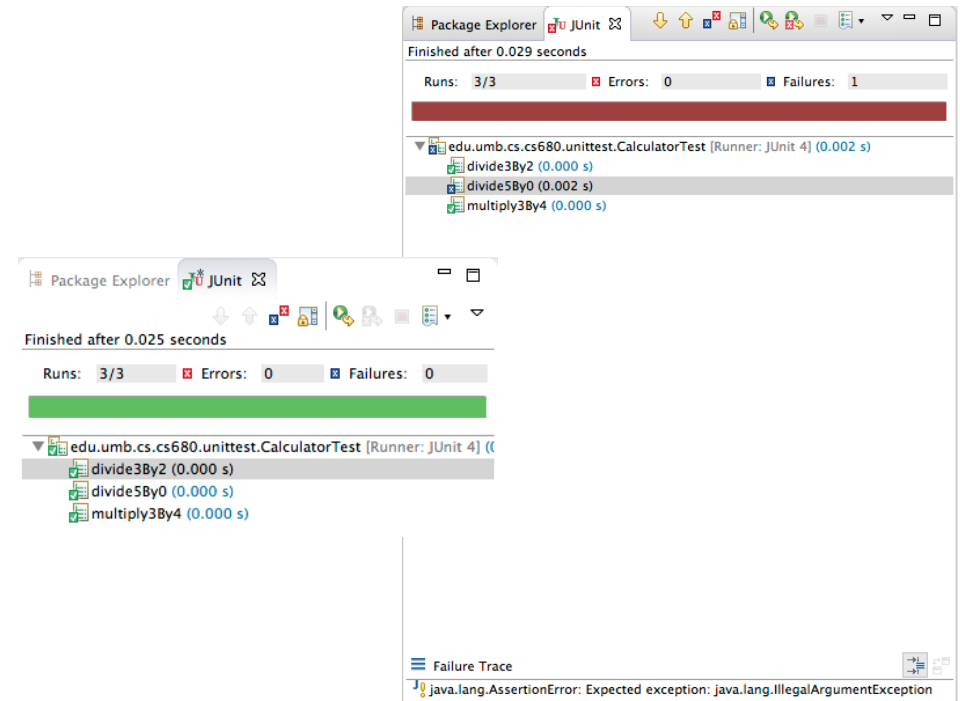 Package Explorer JUnit
Finished after 0.029 seconds
Runs: 3/3 Errors: 0 Failures: 1
edu.umb.cs.cs680.unittest.CalculatorTest [Runner: JUnit 4] (0.002 s)
divide3By2 (0.000 s)
divide5By0 (0.002 s)
multiply3By4 (0.000 s)
Failure Trace
java.lang.AssertionError: Expected exception: java.lang.IllegalArgumentException
Package Explorer JUnit
Finished after 0.025 seconds
Runs: 3/3 Errors: 0 Failures: 0
edu.umb.cs.cs680.unittest.CalculatorTest [Runner: JUnit 4] (0
divide3By2 (0.000 s)
divide5By0 (0.000 s)
multiply3By4 (0.000 s)